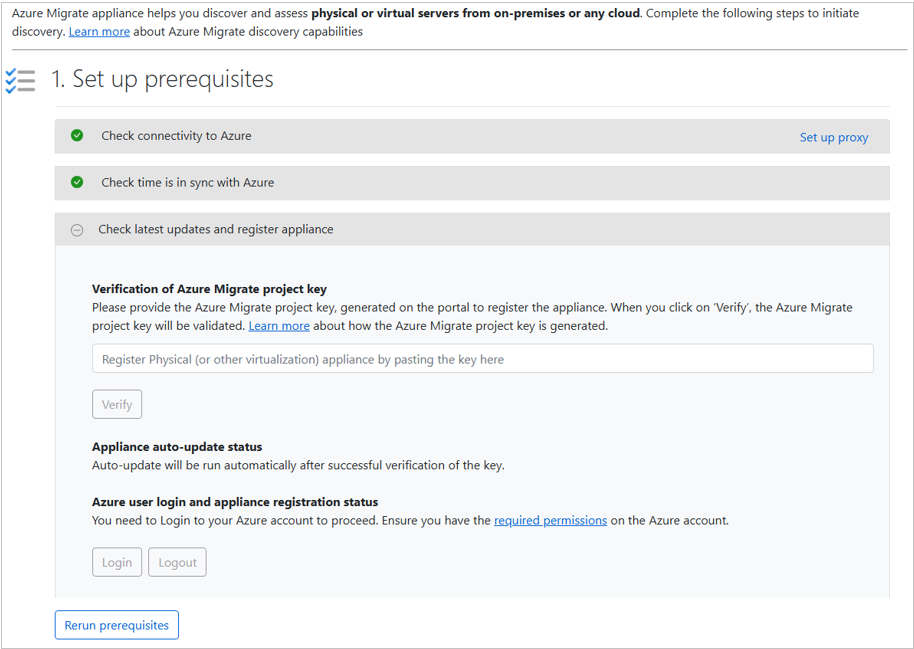 Azure Migrate appliance helps you discover and assess physical or virtual servers from on-premises or any cloud. Complete the following steps to initiate
discovery. Learn more about Azure Migrate discovery capabilities
1. Set up prerequisites
Check connectivity to Azure
Set up proxy
Check time is in sync with Azure
Check latest updates and register appliance
Verification of Azure Migrate project key
Please provide the Azure Migrate project key, generated on the portal to register the appliance. When you click on ‘Verify’, the Azure Migrate
project key will be validated. Learn more about how the Azure Migrate project key is generated.
Register Physical (or other virtualization) appliance by pasting the key here
Verify
Appliance auto-update status
Auto-update will be run automatically after successful verification of the key.
Azure user login and appliance registration status
You need to Login to your Azure account to proceed. Ensure you have the required permissions on the Azure account.
Login Logout
Rerun prerequisites